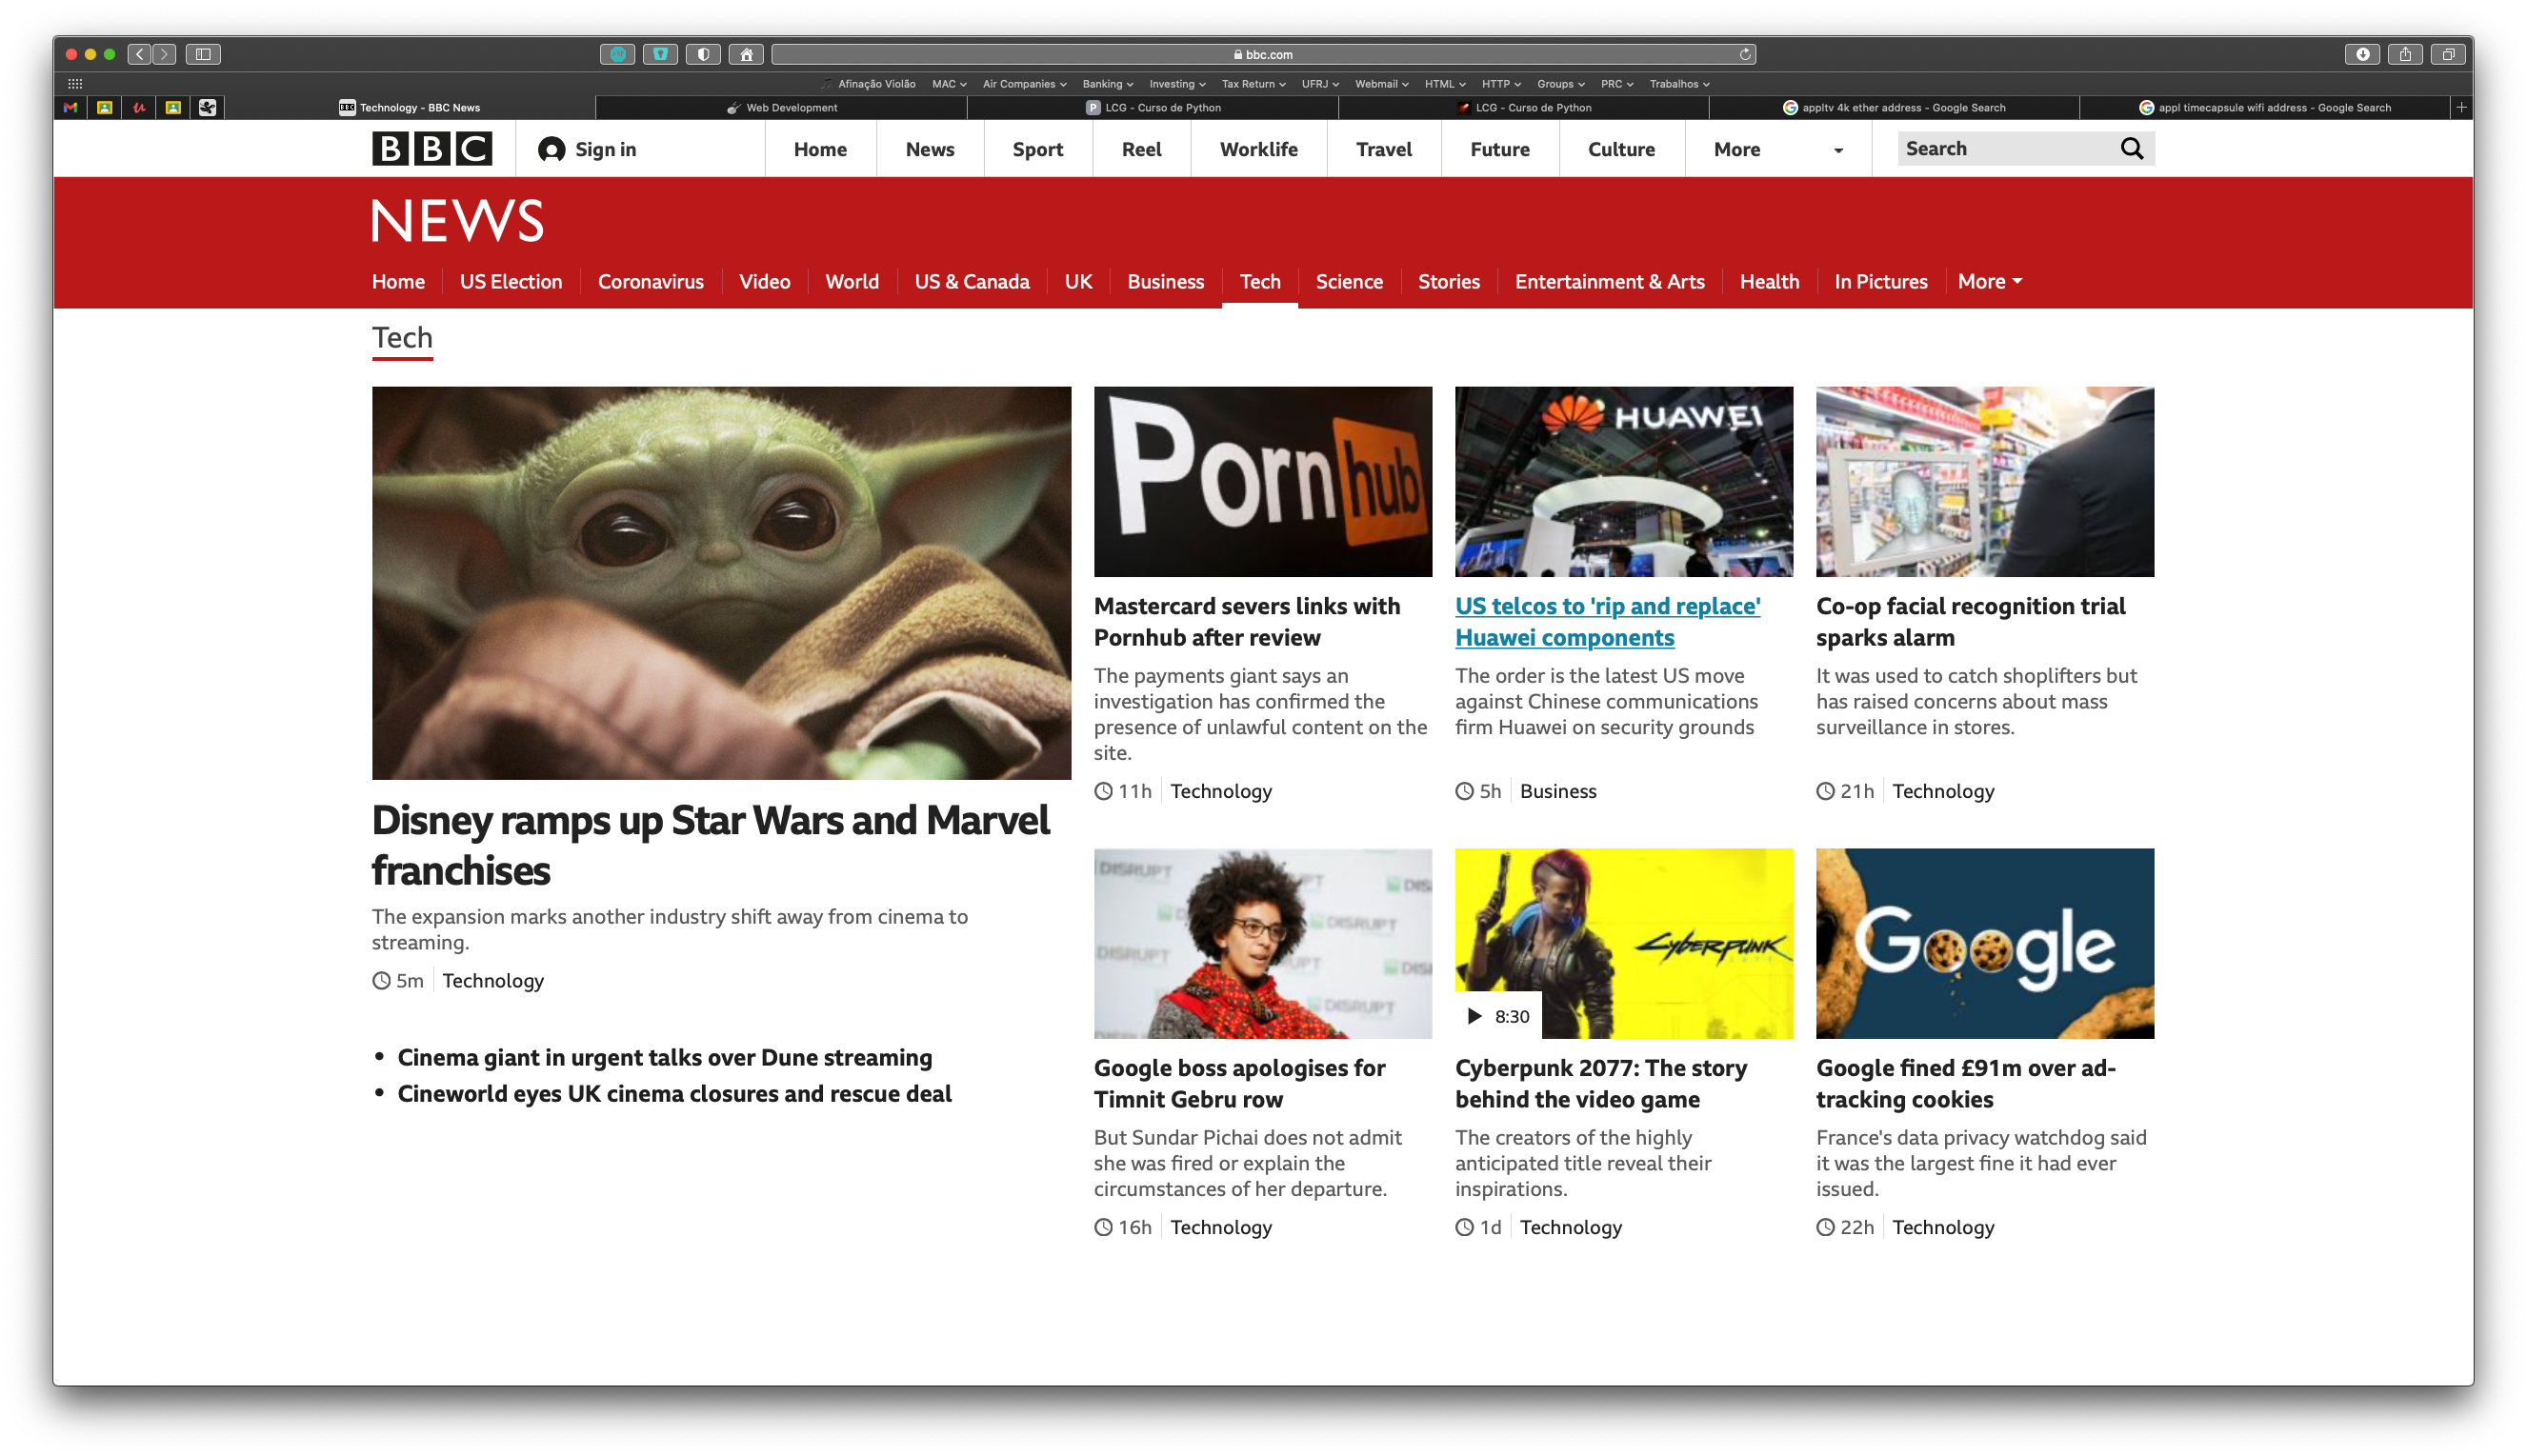 bbc.com
Afinação Violão MAC Air Companies Banking Investing Tax Return UFRJ Webmail HTML HTTP Groups PRC Trabalhos
Technology - BBC News
Web Development
LCG - Curso de Python
LCG - Curso de Python
appltv 4k ether address - Google Search
appl timecapsule wifi address - Google Search
BBC Sign in Home News Sport Reel Worklife Travel Future Culture More Search
NEWS
Home US Election Coronavirus Video World US & Canada UK Business Tech Science Stories Entertainment & Arts Health In Pictures More
Tech
Disney ramps up Star Wars and Marvel
franchises
The expansion marks another industry shift away from cinema to
streaming.
5m Technology
• Cinema giant in urgent talks over Dune streaming
• Cineworld eyes UK cinema closures and rescue deal
Pornhub
Mastercard severs links with
Pornhub after review
The payments giant says an
investigation has confirmed the
presence of unlawful content on the
site.
11h Technology
HUAWEI
US telcos to 'rip and replace'
Huawei components
The order is the latest US move
against Chinese communications
firm Huawei on security grounds
5h Business
Co-op facial recognition trial
sparks alarm
It was used to catch shoplifters but
has raised concerns about mass
surveillance in stores.
21h Technology
DISRUPT
DISRUPT
DISRUPT
DISRUPT
Google boss apologises for
Timnit Gebru row
But Sundar Pichai does not admit
she was fired or explain the
circumstances of her departure.
16h Technology
CYBERPUNK
8:30
Cyberpunk 2077: The story
behind the video game
The creators of the highly
anticipated title reveal their
inspirations.
1d Technology
Google
Google fined £91m over ad-
tracking cookies
France's data privacy watchdog said
it was the largest fine it had ever
issued.
22h Technology